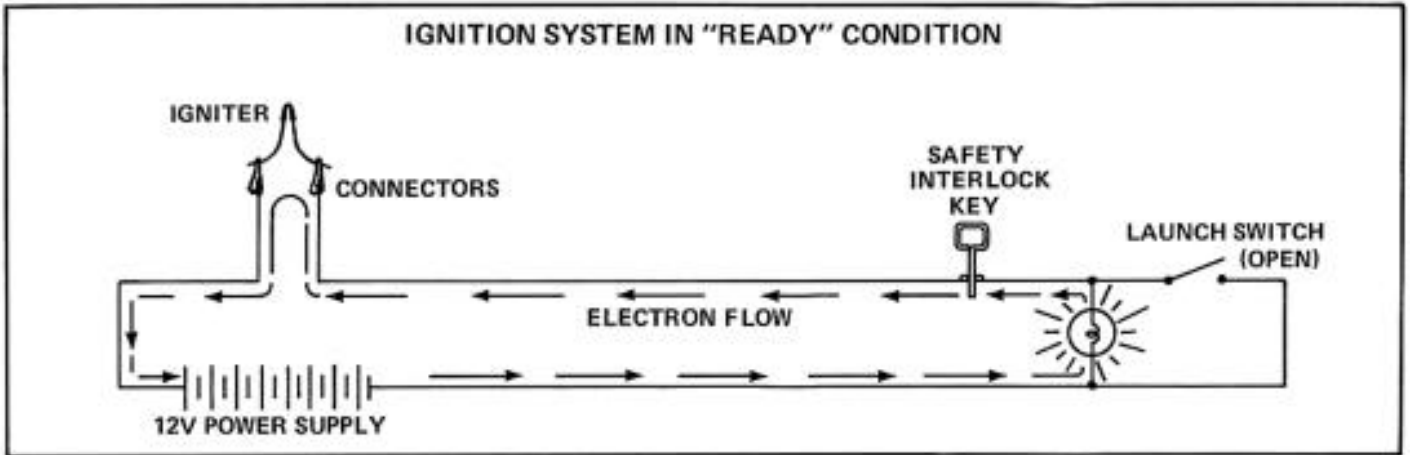 IGNITION SYSTEM IN "READY" CONDITION
IGNITER
CONNECTORS
SAFETY
INTERLOCK
KEY
LAUNCH SWITCH
(OPEN)
ELECTRON FLOW
12V POWER SUPPLY